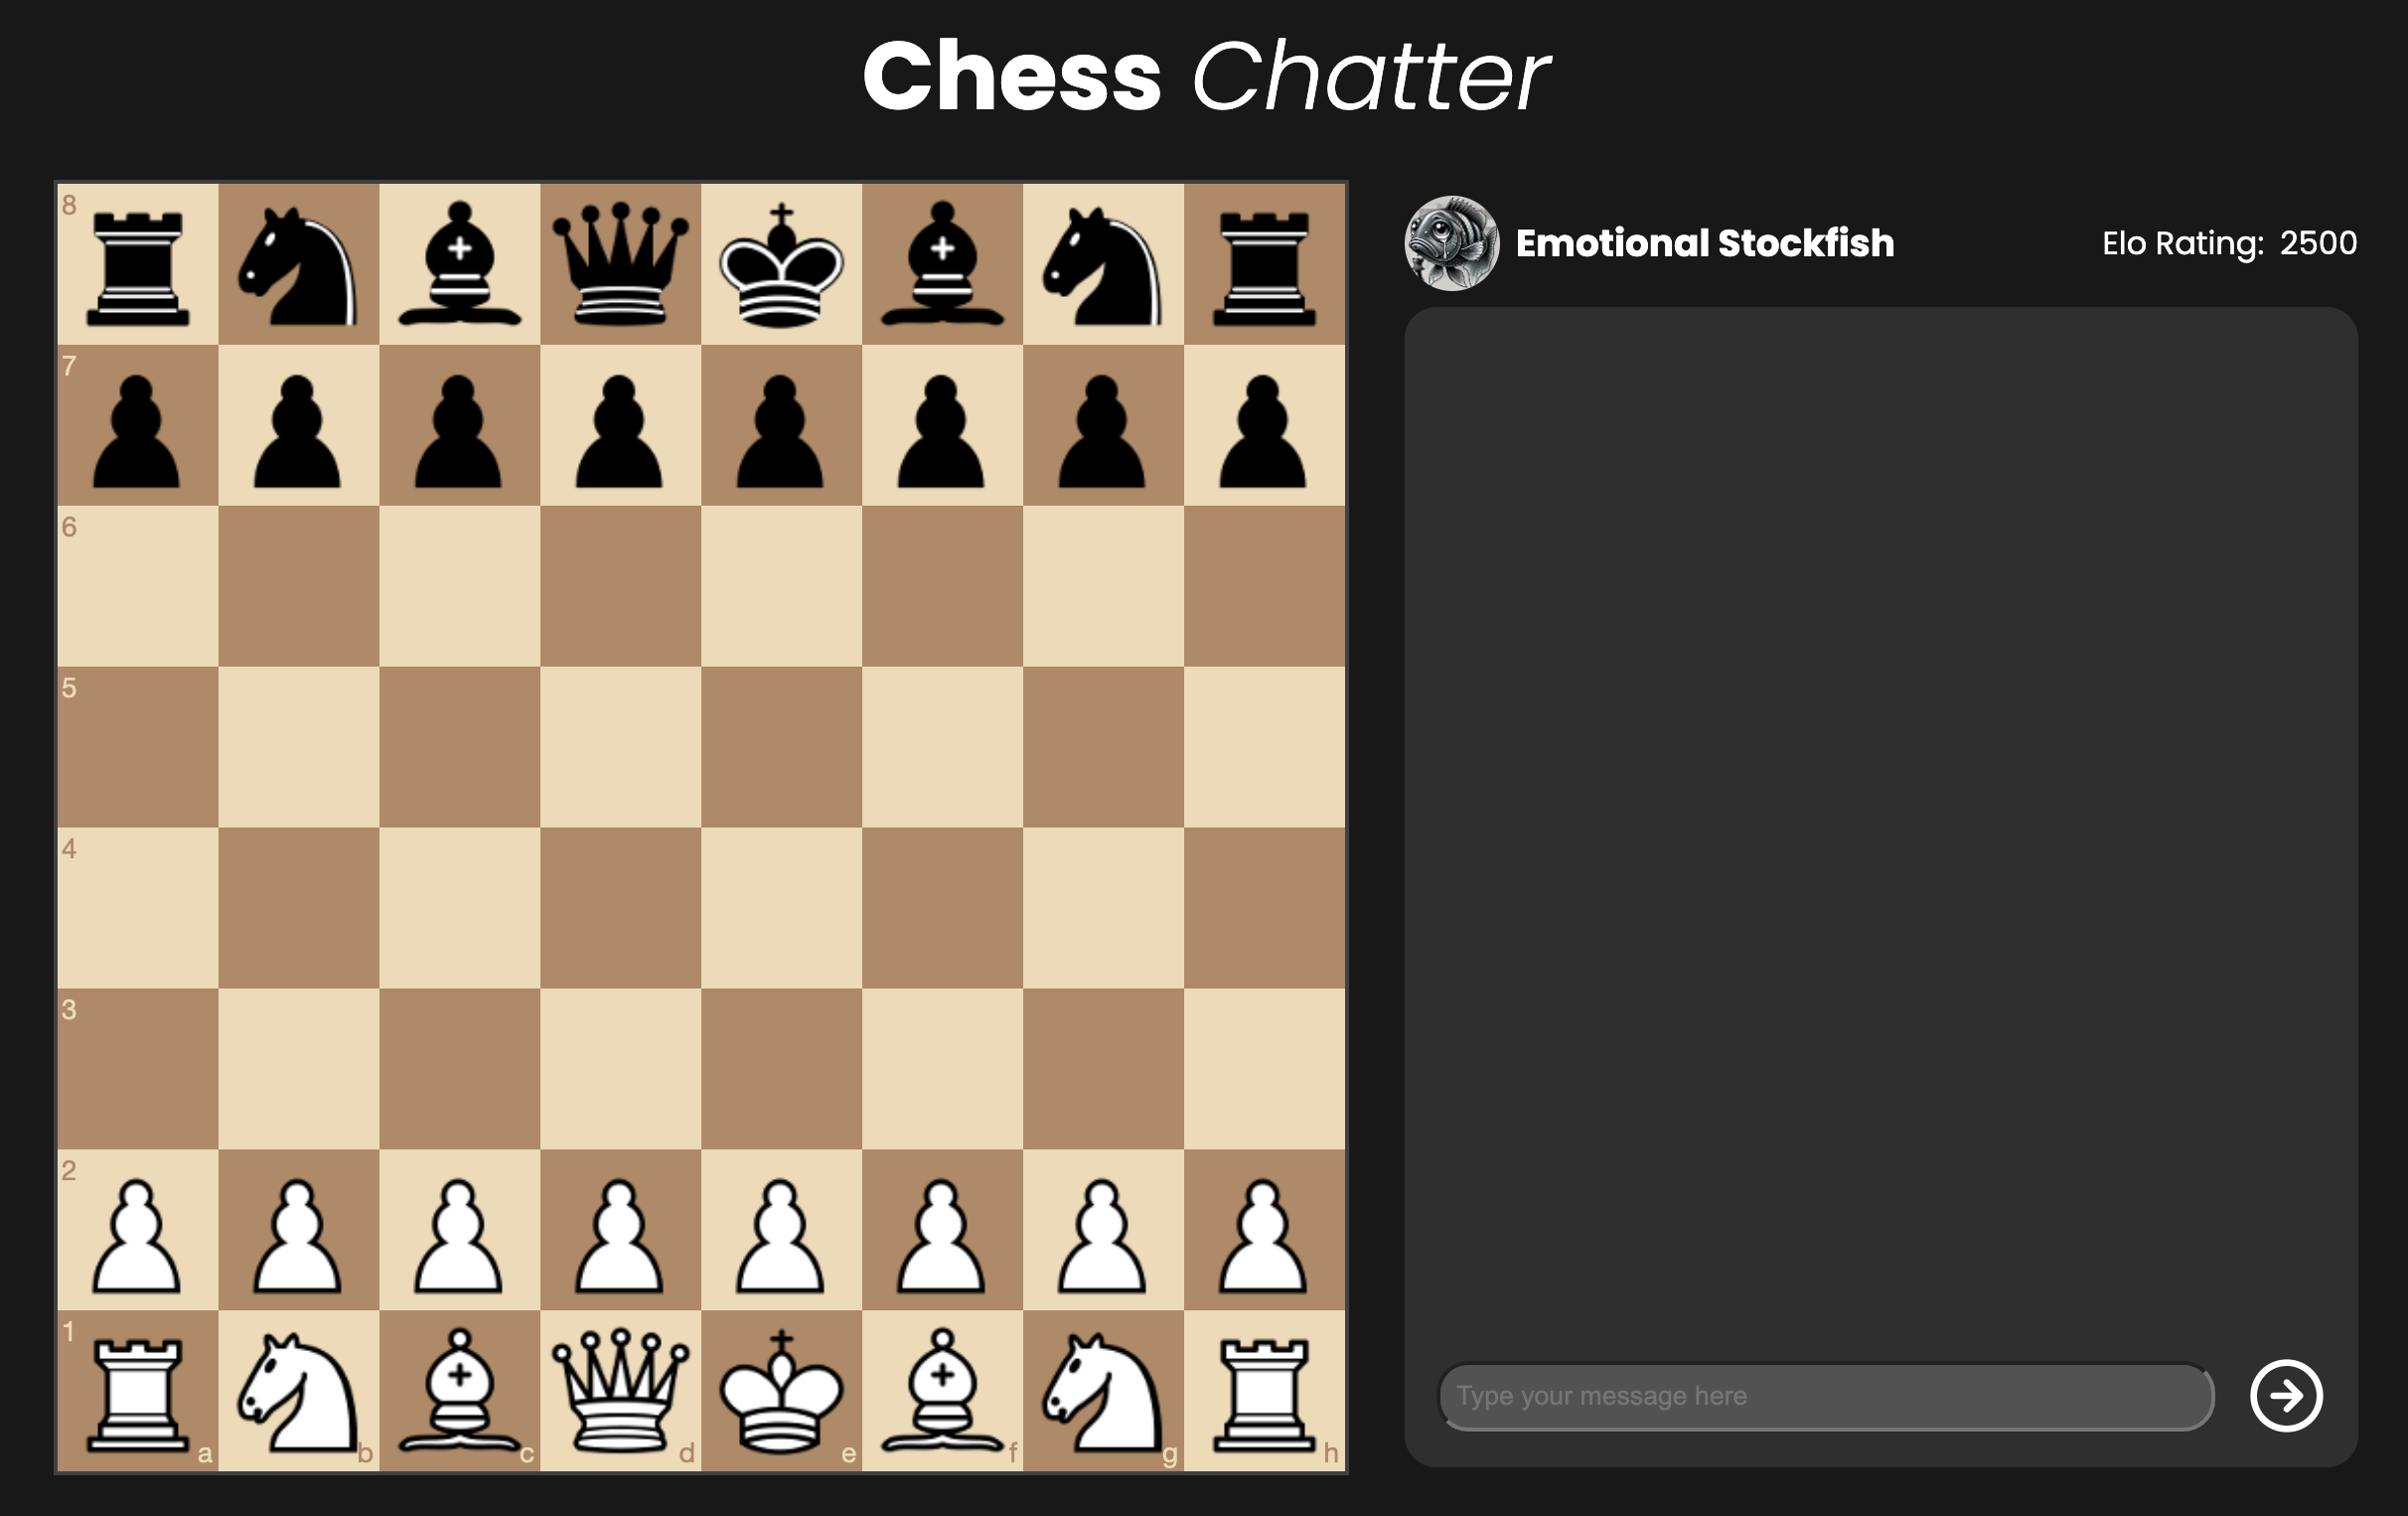 Chess Chatter
Emotional Stockfish
Elo Rating: 2500
8
7
6
5
4
3
2
1
a b c d e f g h
Type your message here